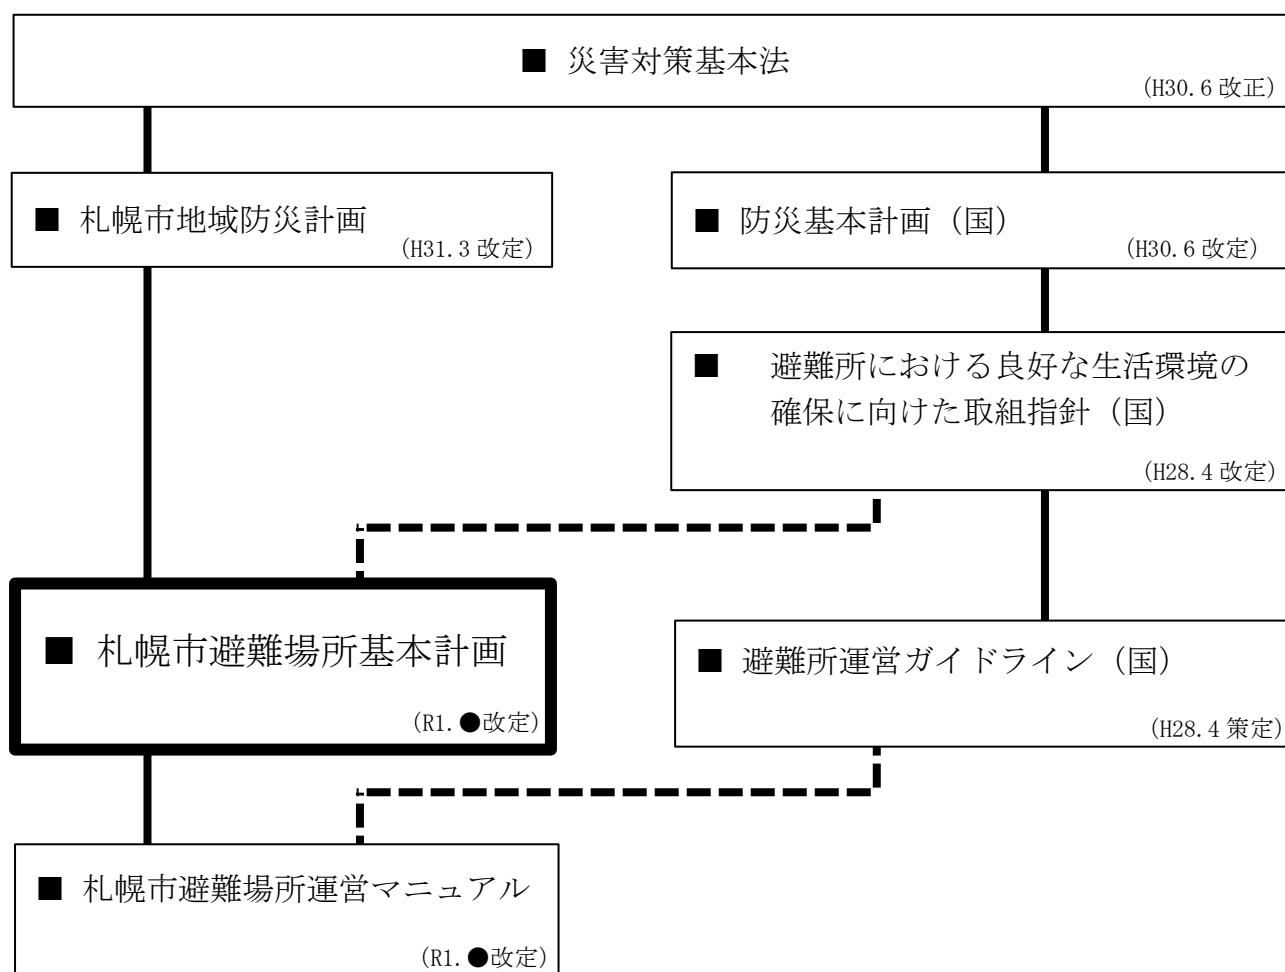 ■ 災害対策基本法
(H30.6 改正)
■ 札幌市地域防災計画
(H31.3 改定)
■ 防災基本計画（国）
(H30.6 改定)
■ 避難所における良好な生活環境の
確保に向けた取組指針（国）
(H28.4 改定)
■ 札幌市避難場所基本計画
(R1.●改定)
■ 避難所運営ガイドライン（国）
(H28.4 策定)
■ 札幌市避難場所運営マニュアル
(R1.●改定)